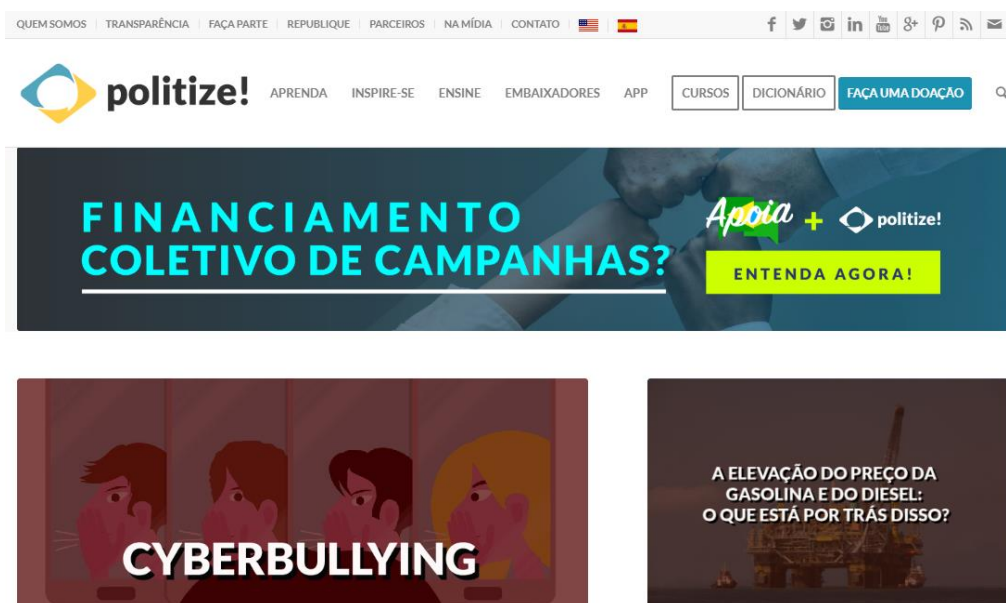 QUEM SOMOS TRANSPARÊNCIA FAÇA PARTE REPUBLIQUE PARCEIROS NA MÍDIA CONTATO
politize! APRENDA INSPIRE-SE ENSINE EMBAIXADORES APP CURSOS DICIONÁRIO FAÇA UMA DOAÇÃO
FINANCIAMENTO
COLETIVO DE CAMPANHAS?
Apoia + politize!
ENTENDA AGORA!
CYBERBULLYING
A ELEVAÇÃO DO PREÇO DA
GASOLINA E DO DIESEL:
O QUE ESTÁ POR TRÁS DISSO?